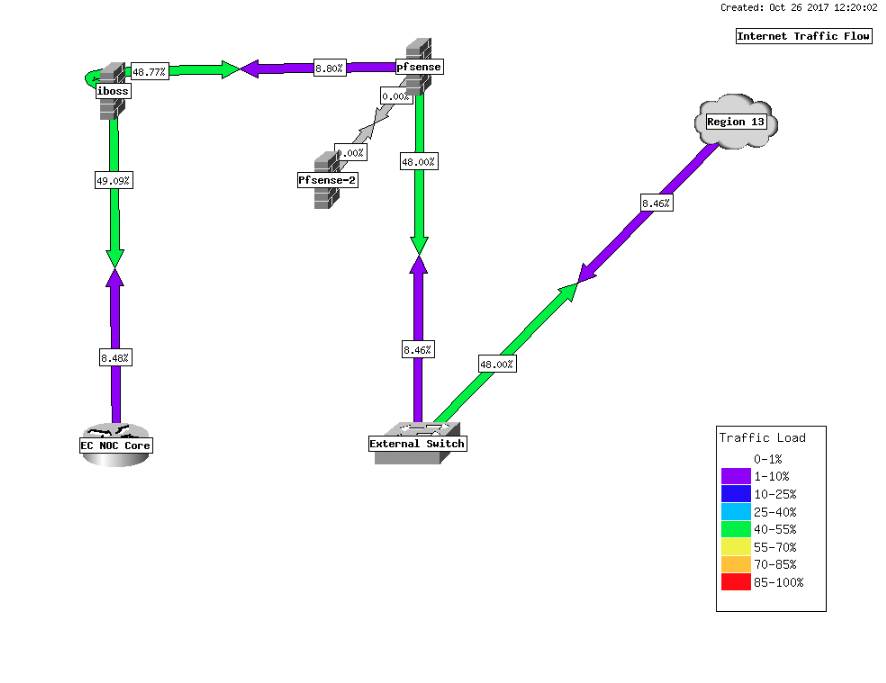 Created: Oct 26 2017 12:20:02
Internet Traffic Flow
48.77%
8.80%
pfsense
iboss
0.00%
Region 13
.00%
48.00%
Pfsense-2
49.09%
8.46%
8.48%
8.46%
48.00%
EC NOC Core
External Switch
Traffic Load
0-1%
1-10%
10-25%
25-40%
40-55%
55-70%
70-85%
85-100%